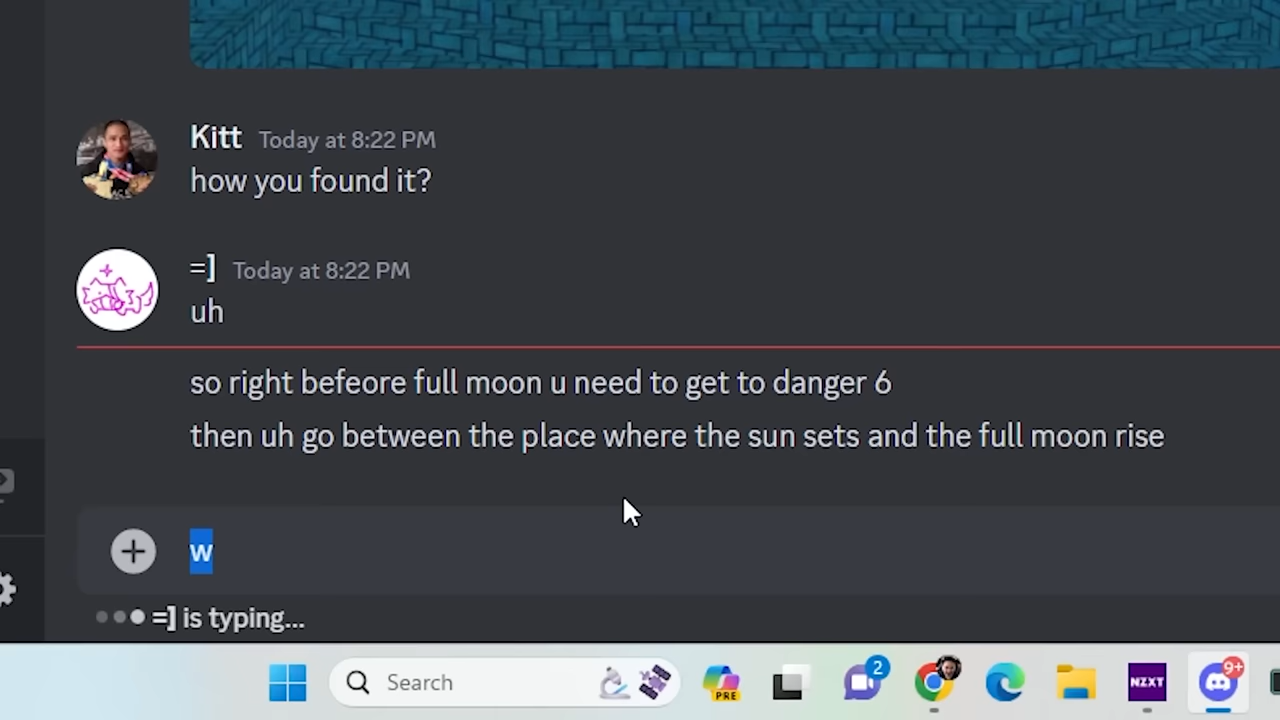 Kitt Today at 8:22 PM
how you found it?
=] Today at 8:22 PM
uh
so right befeore full moon u need to get to danger 6
then uh go between the place where the sun sets and the full moon rise
w
=] is typing...
Search
PRE
2
NZXT
9+